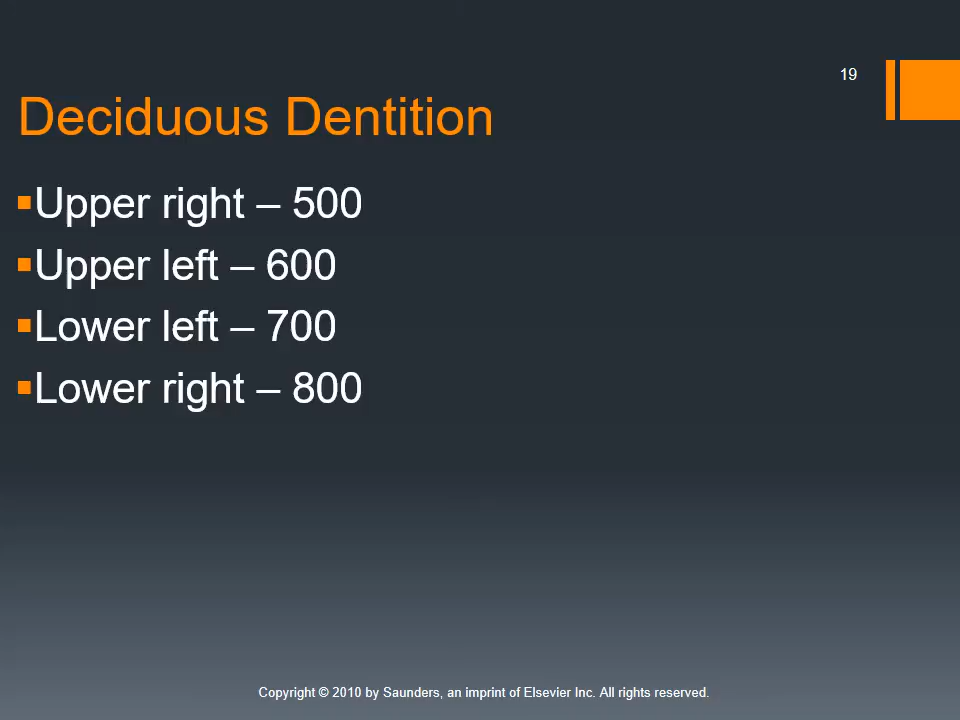 19
Deciduous Dentition
▪Upper right – 500
▪Upper left – 600
▪Lower left – 700
▪Lower right – 800
Copyright © 2010 by Saunders, an imprint of Elsevier Inc. All rights reserved.